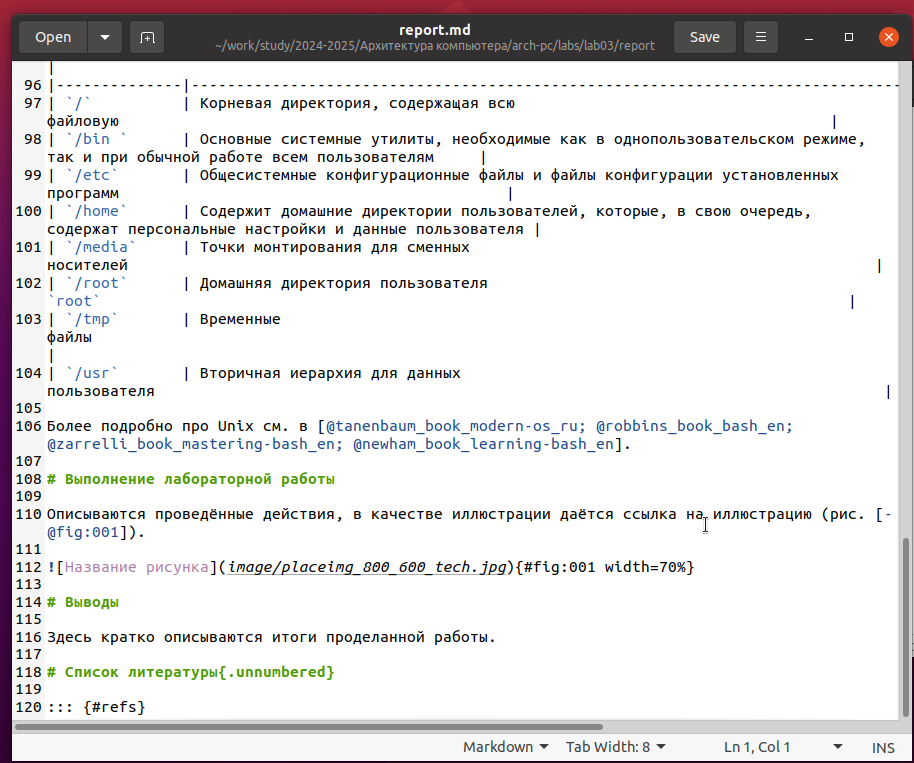 Open
report.md
~/work/study/2024-2025/Архитектура компьютера/arch-pc/labs/lab03/report
Save
|
96 |--------------|--------------------------------------------------------------------------------
97 | `/`          | Корневая директория, содержащая всю
файловую                                                                               |
98 | `/bin `      | Основные системные утилиты, необходимые как в однопользовательском режиме,
так и при обычной работе всем пользователям     |
99 | `/etc`       | Общесистемные конфигурационные файлы и файлы конфигурации установленных
программ                                           |
100 | `/home`      | Содержит домашние директории пользователей, которые, в свою очередь,
содержат персональные настройки и данные пользователя |
101 | `/media`     | Точки монтирования для сменных
носителей                                                                                   |
102 | `/root`      | Домашняя директория пользователя
`root`                                                                                   |
103 | `/tmp`       | Временные
файлы
|
104 | `/usr`       | Вторичная иерархия для данных
пользователя                                                                                 |
105
106 Более подробно про Unix см. в [@tanenbaum_book_modern-os_ru; @robbins_book_bash_en;
@zarrelli_book_mastering-bash_en; @newham_book_learning-bash_en].
107
108 # Выполнение лабораторной работы
109
110 Описываются проведённые действия, в качестве иллюстрации даётся ссылка на иллюстрацию (рис. [-
@fig:001]).
111
112 ![Название рисунка](image/placeimg_800_600_tech.jpg){#fig:001 width=70%}
113
114 # Выводы
115
116 Здесь кратко описываются итоги проделанной работы.
117
118 # Список литературы{.unnumbered}
119
120 ::: {#refs}
Markdown Tab Width: 8 Ln 1, Col 1 INS